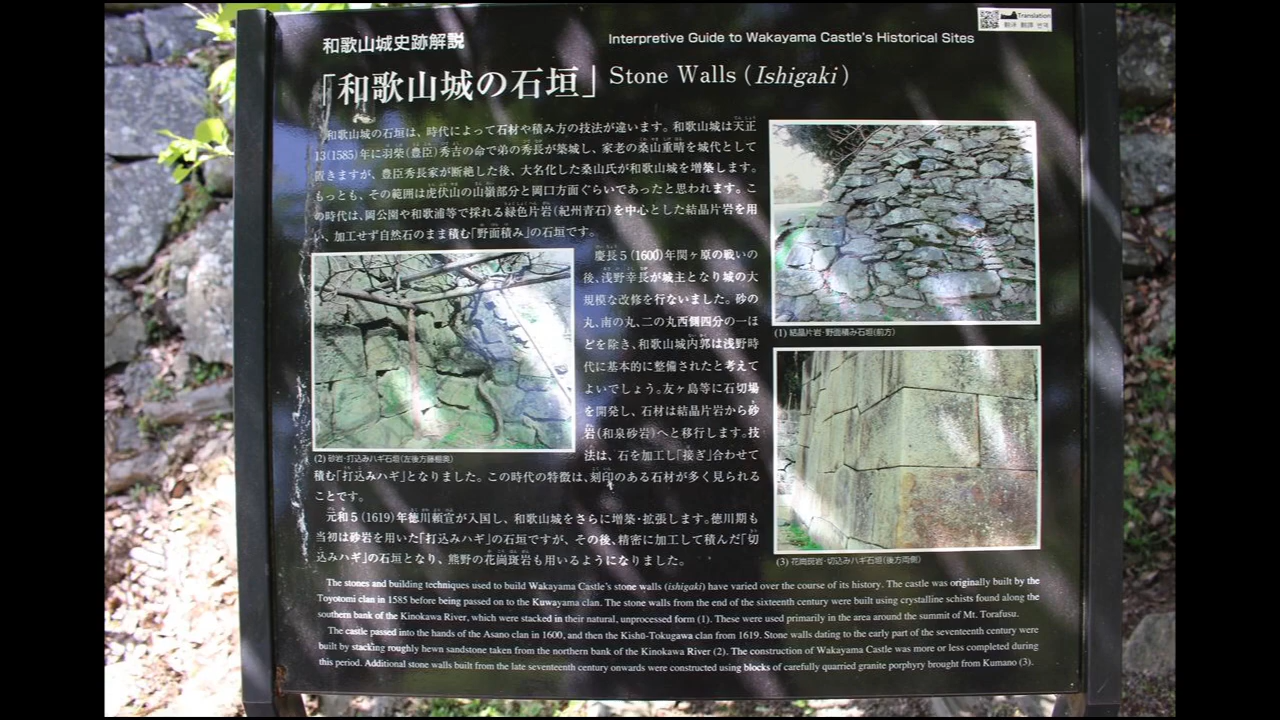 Translation
和歌山城史跡解説
Interpretive Guide to Wakayama Castle's Historical Sites
「和歌山城の石垣」 Stone Walls (Ishigaki)
和歌山城の石垣は、時代によって石材や積み方の技法が違います。和歌山城は天正
13(1585)年に羽柴(豊臣)秀吉の命で弟の秀長が築城し、家老の桑山重晴を城代として
置きますが、豊臣秀長家が断絶した後、大名化した桑山氏が和歌山城を増築します。
もっとも、その範囲は虎伏山の山嶺部分と岡口方面ぐらいであったと思われます。こ
の時代は、岡公園や和歌浦等で採れる緑色片岩(紀州青石)を中心とした結晶片岩を用
い、加工せず自然石のまま積む「野面積み」の石垣です。
慶長5(1600)年関ヶ原の戦いの
後、浅野幸長が城主となり城の大
規模な改修を行ないました。砂の
丸、南の丸、二の丸西側四分の一ほ
どを除き、和歌山城内郭は浅野時
代に基本的に整備されたと考えて
よいでしょう。友ヶ島等に石切場
を開発し、石材は結晶片岩から砂
岩(和泉砂岩)へと移行します。技
法は、石を加工し「接ぎ」合わせて
積む「打込みハギ」となりました。この時代の特徴は、刻印のある石材が多く見られる
ことです。
元和5(1619)年徳川頼宣が入国し、和歌山城をさらに増築・拡張します。徳川期も
当初は砂岩を用いた「打込みハギ」の石垣ですが、その後、精密に加工して積んだ「切
込みハギ」の石垣となり、熊野の花崗斑岩も用いるようになりました。
(1) 結晶片岩・野面積み石垣(前方)
(2) 砂岩・打込みハギ石垣(左後方藤棚奥)
(3) 花崗斑岩・切込みハギ石垣(後方両側)
The stones and building techniques used to build Wakayama Castle's stone walls (ishigaki) have varied over the course of its history. The castle was originally built by the
Toyotomi clan in 1585 before being passed on to the Kuwayama clan. The stone walls from the end of the sixteenth century were built using crystalline schists found along the
southern bank of the Kinokawa River, which were stacked in their natural, unprocessed form (1). These were used primarily in the area around the summit of Mt. Torafusu.
The castle passed into the hands of the Asano clan in 1600, and then the Kishū-Tokugawa clan from 1619. Stone walls dating to the early part of the seventeenth century were
built by stacking roughly hewn sandstone taken from the northern bank of the Kinokawa River (2). The construction of Wakayama Castle was more or less completed during
this period. Additional stone walls built from the late seventeenth century onwards were constructed using blocks of carefully quarried granite porphyry brought from Kumano (3).